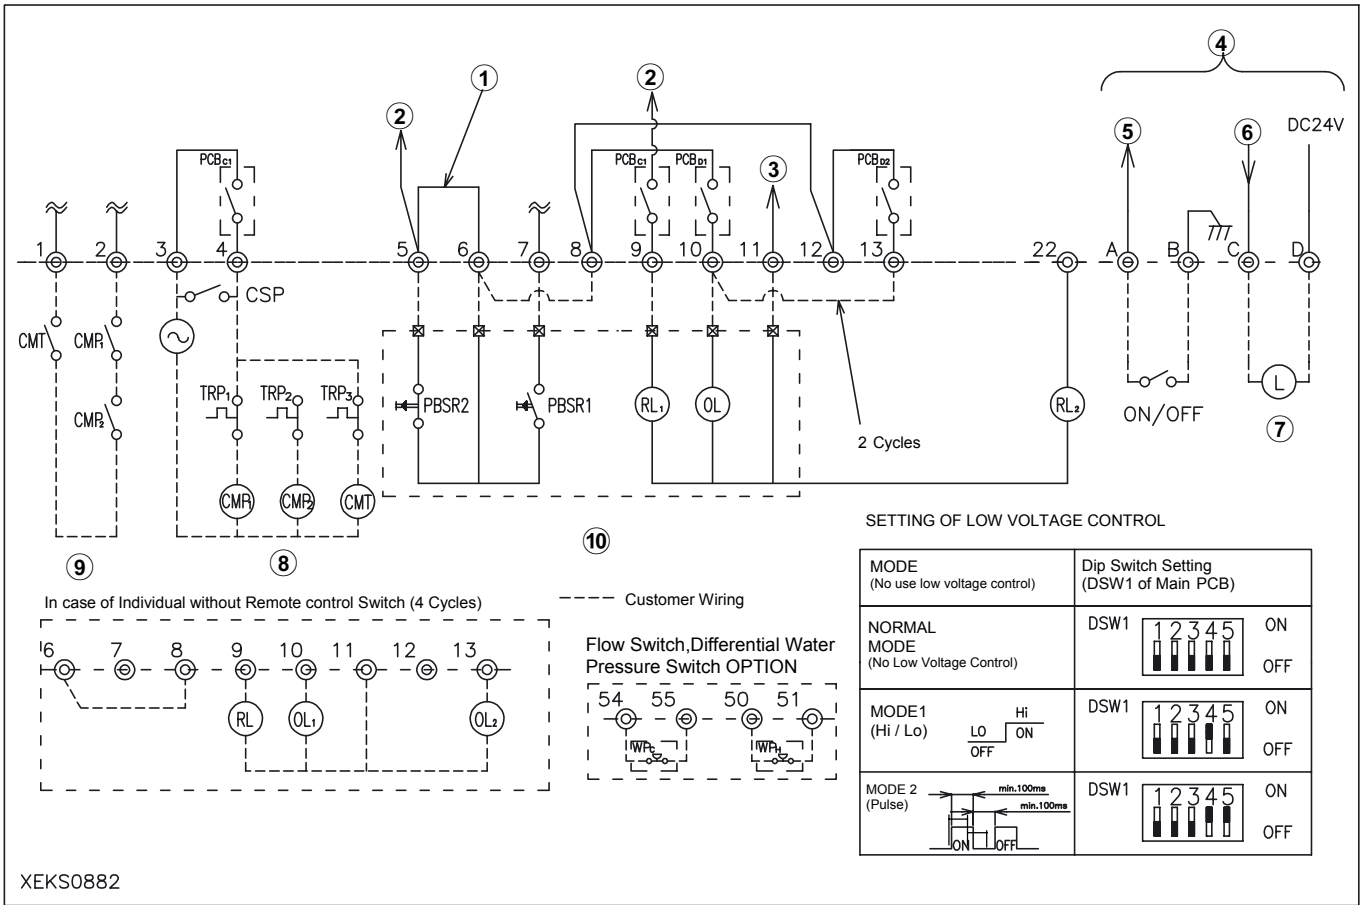 4
1
2
2
5
6
DC24V
3
PCBC1
PCBC1
PCBD1
PCBD2
1
2
3
4
5
6
7
8
9
10
11
12
13
22
A
B
C
D
CSP
CMT
CMP1
CMP2
TRP1
TRP2
TRP3
PBSR2
PBSR1
RL1
OL
RL2
L
ON/OFF
7
2 Cycles
CMP1
CMP2
CMT
9
8
10
SETTING OF LOW VOLTAGE CONTROL
MODE
(No use low voltage control)
Dip Switch Setting
(DSW1 of Main PCB)
NORMAL
MODE
(No Low Voltage Control)
DSW1
1 2 3 4 5
ON
OFF
MODE1
(Hi / Lo)
LO
OFF
Hi
ON
DSW1
1 2 3 4 5
ON
OFF
MODE 2
(Pulse)
min.100ms
min.100ms
ON
OFF
DSW1
1 2 3 4 5
ON
OFF
In case of Individual without Remote control Switch (4 Cycles)
6
7
8
9
10
11
12
13
RL
OL1
OL2
Customer Wiring
Flow Switch,Differential Water
Pressure Switch OPTION
54
55
50
51
WPC
WPH
XEKS0882